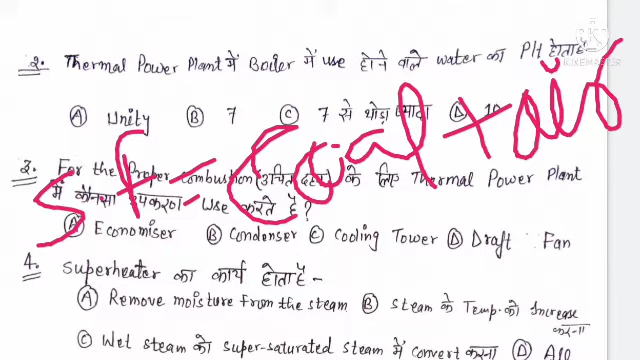 KINEMASTER
2. Thermal Power Plant में Boiler में use होने वाले water का PH होता है
Ⓐ Unity Ⓑ 7 Ⓒ 7 से थोड़ा ज्यादा Ⓓ 10
SF = Coal + air
3. For the Proper Combustion (उचित दहन) के लिए Thermal Power Plant
में कौनसा उपकरण use करते है?
Ⓐ Economiser Ⓑ Condenser Ⓒ Cooling Tower Ⓓ Draft Fan
4. Superheater का कार्य होता है -
Ⓐ Remove moisture from the steam Ⓑ Steam के Temp. को Increase
करना
Ⓒ Wet steam को super-saturated steam में convert करना Ⓓ All